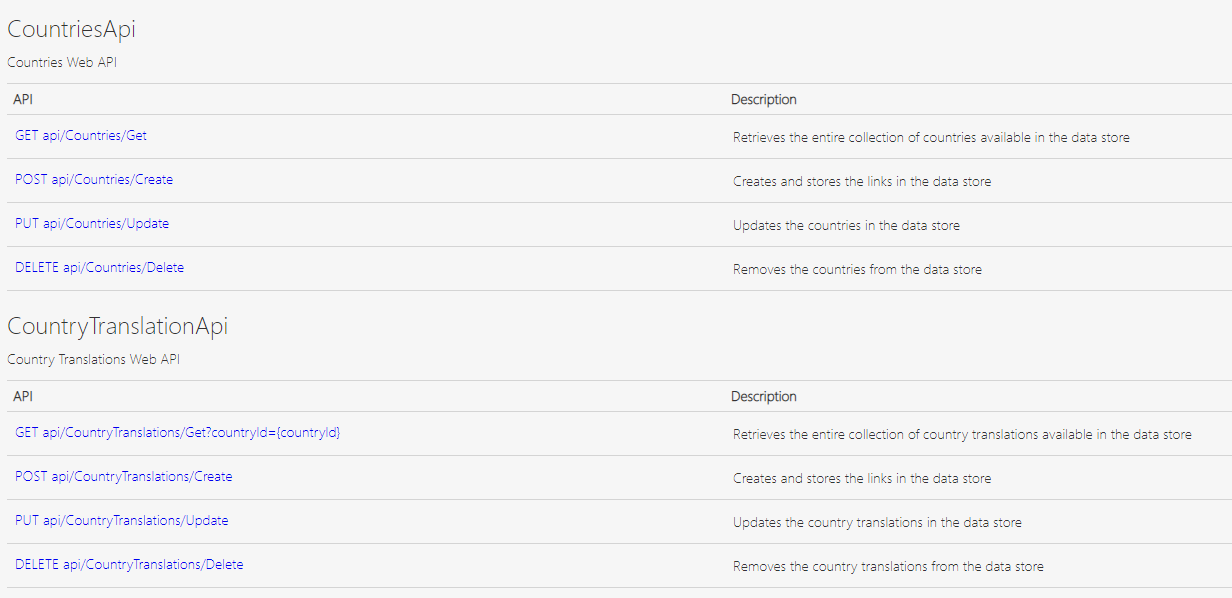 CountriesApi
Countries Web API
API Description
GET api/Countries/Get Retrieves the entire collection of countries available in the data store
POST api/Countries/Create Creates and stores the links in the data store
PUT api/Countries/Update Updates the countries in the data store
DELETE api/Countries/Delete Removes the countries from the data store
CountryTranslationApi
Country Translations Web API
API Description
GET api/CountryTranslations/Get?countryId={countryId} Retrieves the entire collection of country translations available in the data store
POST api/CountryTranslations/Create Creates and stores the links in the data store
PUT api/CountryTranslations/Update Updates the country translations in the data store
DELETE api/CountryTranslations/Delete Removes the country translations from the data store